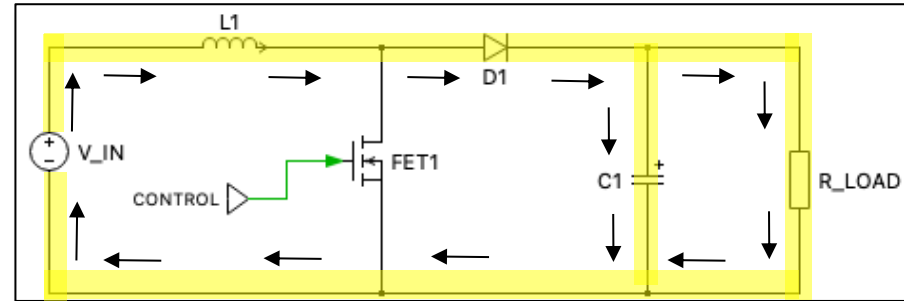 L1
D1
+
−
V_IN
FET1
CONTROL
C1
+
R_LOAD